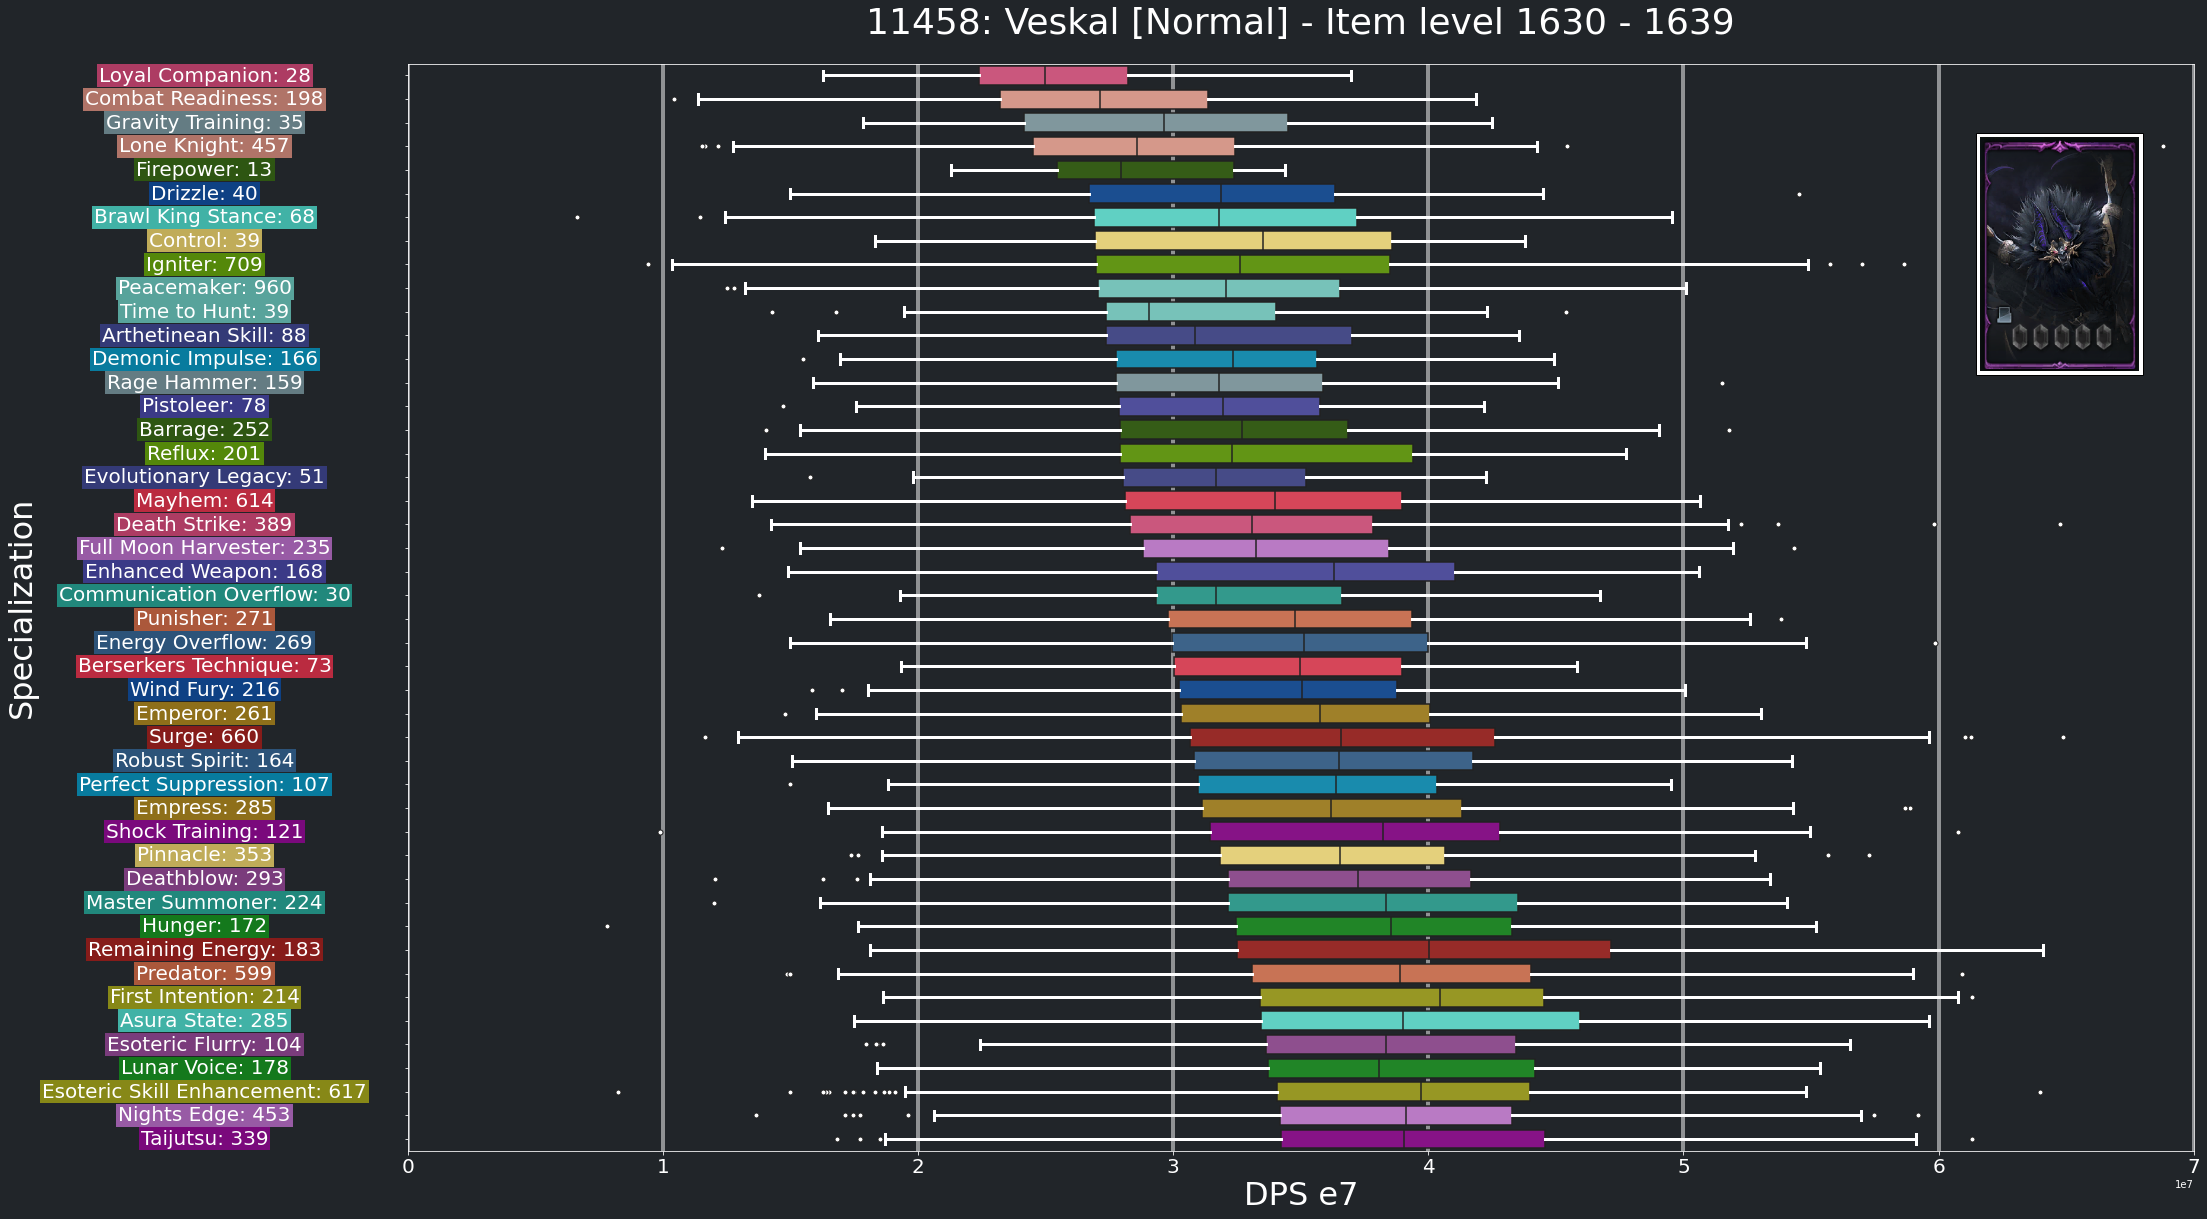 11458: Veskal [Normal] - Item level 1630 - 1639
Specialization
Loyal Companion: 28
Combat Readiness: 198
Gravity Training: 35
Lone Knight: 457
Firepower: 13
Drizzle: 40
Brawl King Stance: 68
Control: 39
Igniter: 709
Peacemaker: 960
Time to Hunt: 39
Arthetinean Skill: 88
Demonic Impulse: 166
Rage Hammer: 159
Pistoleer: 78
Barrage: 252
Reflux: 201
Evolutionary Legacy: 51
Mayhem: 614
Death Strike: 389
Full Moon Harvester: 235
Enhanced Weapon: 168
Communication Overflow: 30
Punisher: 271
Energy Overflow: 269
Berserkers Technique: 73
Wind Fury: 216
Emperor: 261
Surge: 660
Robust Spirit: 164
Perfect Suppression: 107
Empress: 285
Shock Training: 121
Pinnacle: 353
Deathblow: 293
Master Summoner: 224
Hunger: 172
Remaining Energy: 183
Predator: 599
First Intention: 214
Asura State: 285
Esoteric Flurry: 104
Lunar Voice: 178
Esoteric Skill Enhancement: 617
Nights Edge: 453
Taijutsu: 339
0 1 2 3 4 5 6 7
1e7
DPS e7